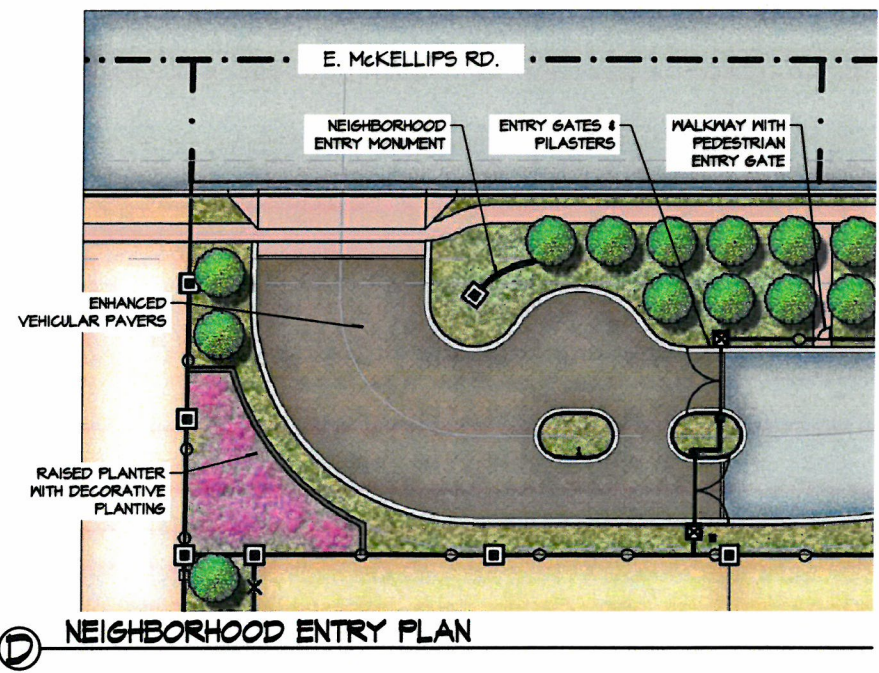 E. McKELLIPS RD.
NEIGHBORHOOD
ENTRY MONUMENT
ENTRY GATES &
PILASTERS
WALKWAY WITH
PEDESTRIAN
ENTRY GATE
ENHANCED
VEHICULAR PAVERS
RAISED PLANTER
WITH DECORATIVE
PLANTING
D NEIGHBORHOOD ENTRY PLAN